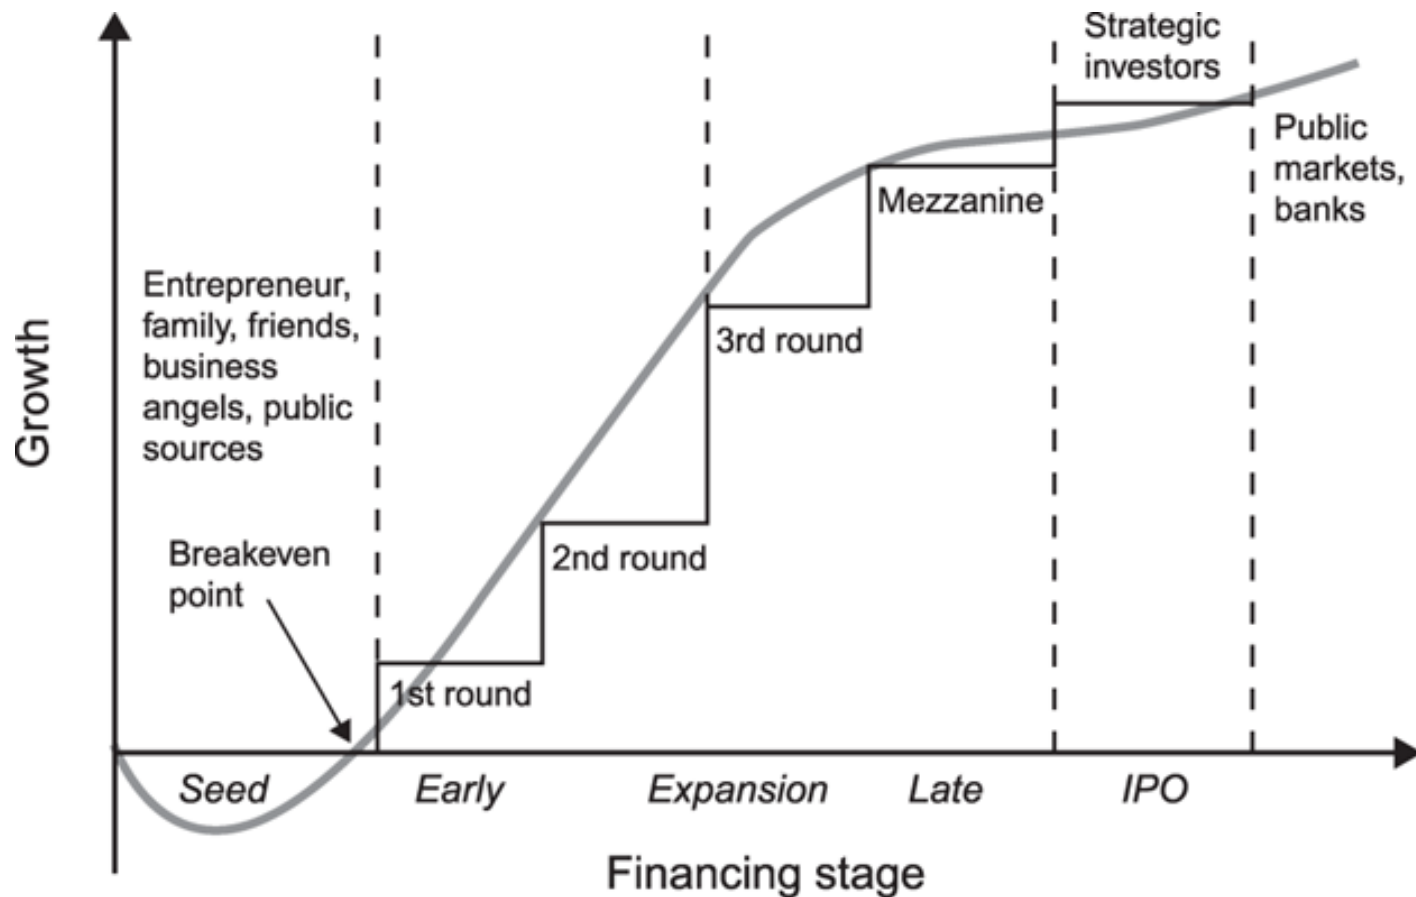 Strategic
investors
Public
markets,
banks
Mezzanine
3rd round
Entrepreneur,
family, friends,
business
angels, public
sources
Growth
2nd round
Breakeven
point
1st round
Seed
Early
Expansion
Late
IPO
Financing stage